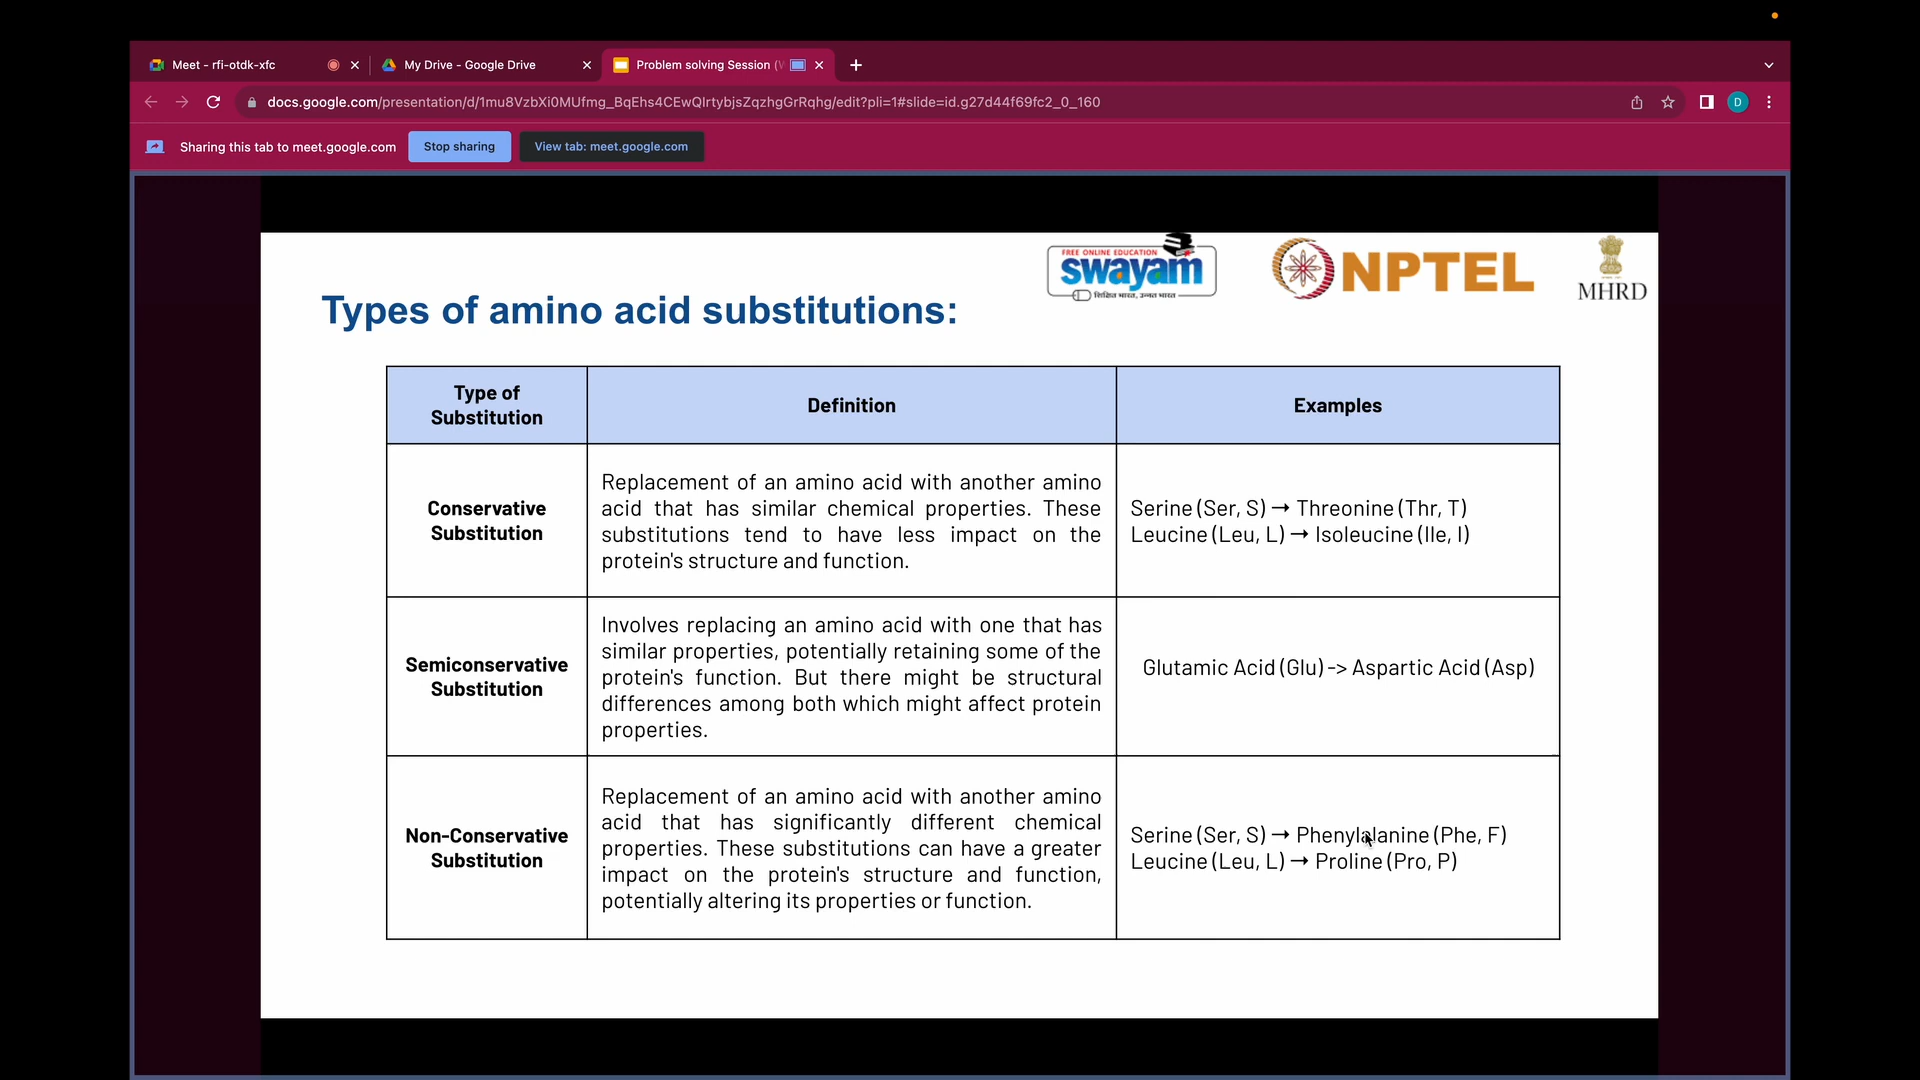 Meet - rfi-otdk-xfc
My Drive - Google Drive
Problem solving Session (
docs.google.com/presentation/d/1mu8VzbXi0MUfmg_BqEhs4CEwQIrtybjsZqzhgGrRqhg/edit?pli=1#slide=id.g27d44f69fc2_0_160
D
Sharing this tab to meet.google.com
Stop sharing
View tab: meet.google.com
FREE ONLINE EDUCATION
swayam
शिक्षित भारत, उन्नत भारत
NPTEL
MHRD
Types of amino acid substitutions:
Type of
Substitution
Definition
Examples
Conservative
Substitution
Replacement of an amino acid with another amino
acid that has similar chemical properties. These
substitutions tend to have less impact on the
protein's structure and function.
Serine (Ser, S) → Threonine (Thr, T)
Leucine (Leu, L) → Isoleucine (Ile, I)
Semiconservative
Substitution
Involves replacing an amino acid with one that has
similar properties, potentially retaining some of the
protein's function. But there might be structural
differences among both which might affect protein
properties.
Glutamic Acid (Glu) -> Aspartic Acid (Asp)
Non-Conservative
Substitution
Replacement of an amino acid with another amino
acid that has significantly different chemical
properties. These substitutions can have a greater
impact on the protein's structure and function,
potentially altering its properties or function.
Serine (Ser, S) → Phenylalanine (Phe, F)
Leucine (Leu, L) → Proline (Pro, P)